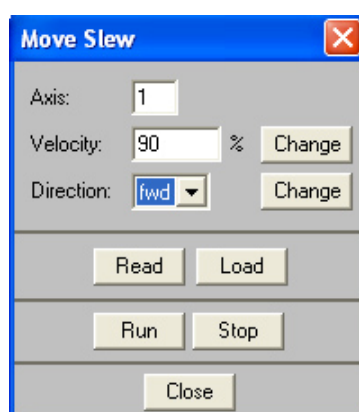 Move Slew
Axis: 1
Velocity: 90 % Change
Direction: fwd Change
Read Load
Run Stop
Close